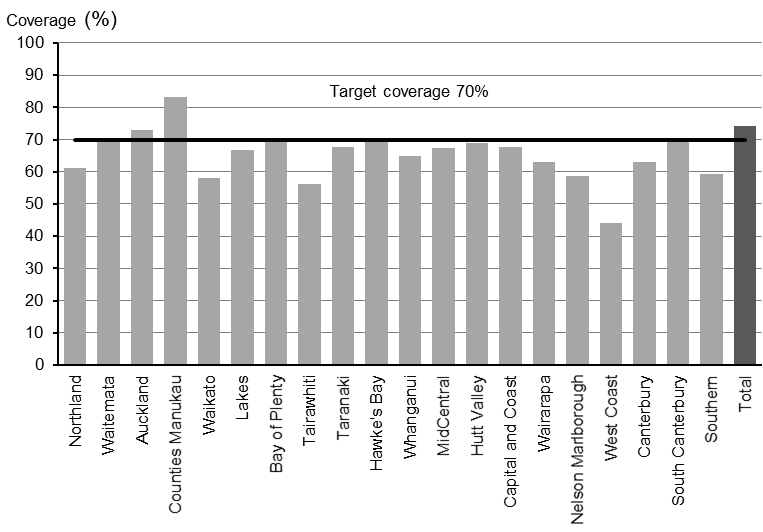 Coverage (%)
100
90
80
70
60
50
40
30
20
10
0
Target coverage 70%
Northland
Waitemata
Auckland
Counties Manukau
Waikato
Lakes
Bay of Plenty
Tairawhiti
Taranaki
Hawke's Bay
Whanganui
MidCentral
Hutt Valley
Capital and Coast
Wairarapa
Nelson Marlborough
West Coast
Canterbury
South Canterbury
Southern
Total